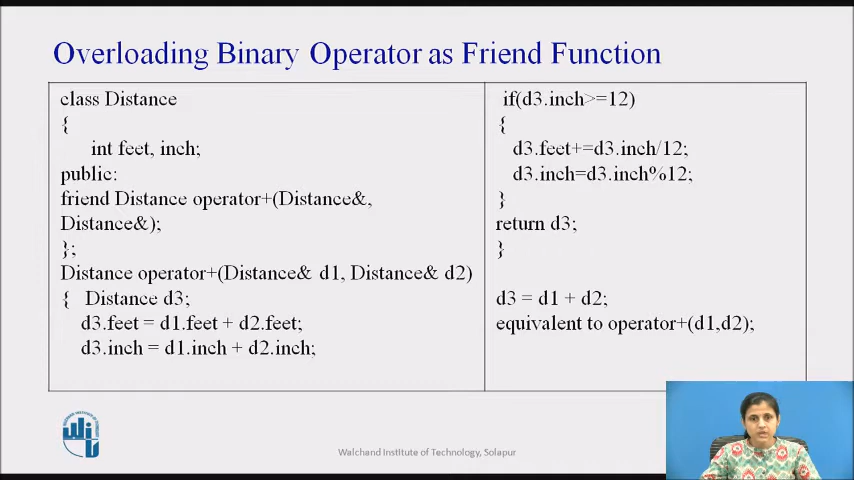 Overloading Binary Operator as Friend Function
class Distance
{
int feet, inch;
public:
friend Distance operator+(Distance&,
Distance&);
};
Distance operator+(Distance& d1, Distance& d2)
{ Distance d3;
d3.feet = d1.feet + d2.feet;
d3.inch = d1.inch + d2.inch;
if(d3.inch>=12)
{
d3.feet+=d3.inch/12;
d3.inch=d3.inch%12;
}
return d3;
}
d3 = d1 + d2;
equivalent to operator+(d1,d2);
Walchand Institute of Technology, Solapur